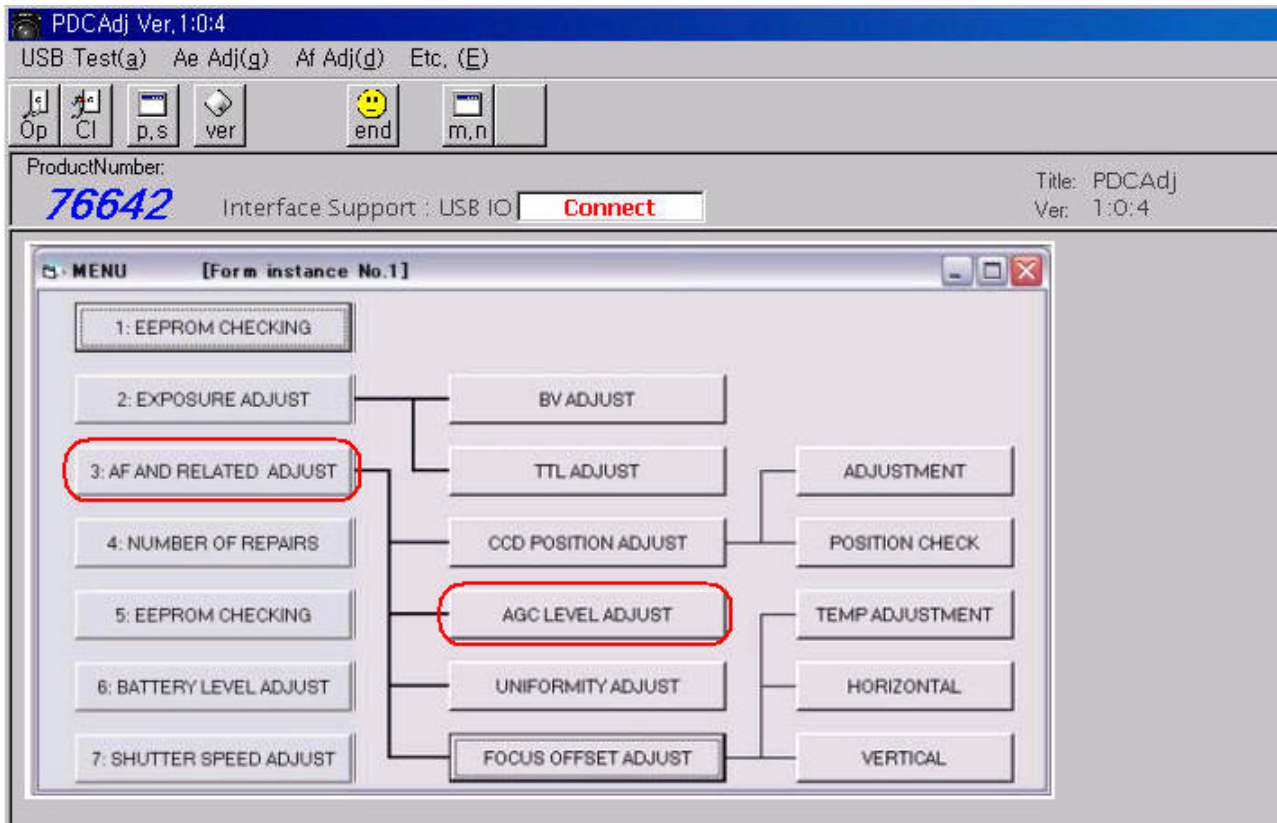 PDCAdj Ver,1:0:4
USB Test(a) Ae Adj(g) Af Adj(d) Etc, (E)
Op Cl p,s ver end m,n
ProductNumber:
76642 Interface Support : USB IO Connect
Title: PDCAdj
Ver: 1:0:4
MENU [Form instance No.1]
1: EEPROM CHECKING
2: EXPOSURE ADJUST BV ADJUST
3: AF AND RELATED ADJUST TTL ADJUST ADJUSTMENT
4: NUMBER OF REPAIRS CCD POSITION ADJUST POSITION CHECK
5: EEPROM CHECKING AGC LEVEL ADJUST TEMP ADJUSTMENT
6: BATTERY LEVEL ADJUST UNIFORMITY ADJUST HORIZONTAL
7: SHUTTER SPEED ADJUST FOCUS OFFSET ADJUST VERTICAL